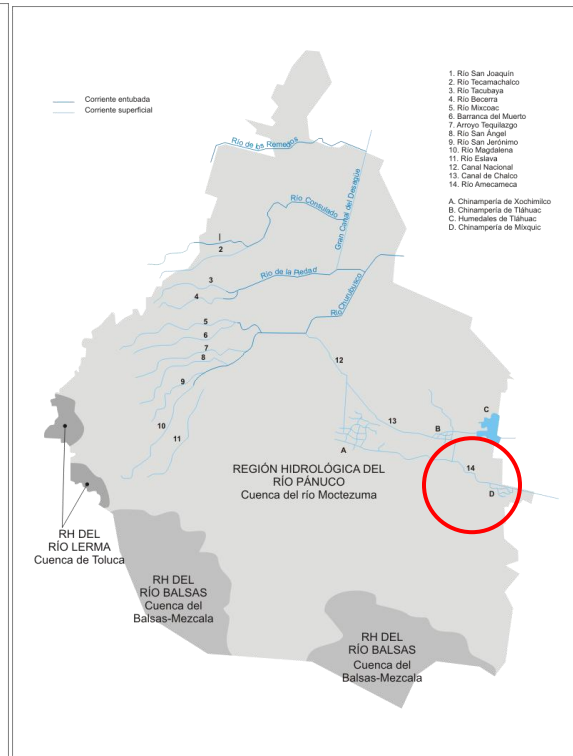 Corriente entubada
Corriente superficial
1. Río San Joaquín
2. Río Tecamachalco
3. Río Tacubaya
4. Río Becerra
5. Río Mixcoac
6. Barranca del Muerto
7. Arroyo Tequilazgo
8. Río San Ángel
9. Río San Jerónimo
10. Río Magdalena
11. Río Eslava
12. Canal Nacional
13. Canal de Chalco
14. Río Amecameca
A. Chinampería de Xochimilco
B. Chinampería de Tláhuac
C. Humedales de Tláhuac
D. Chinampería de Míxquic
Río de los Remedios
Río Consulado
Gran Canal del Desagüe
1
2
Río de la Piedad
3
4
Río Churubusco
5
6
7
8
12
9
C
13
B
10
11
A
14
REGIÓN HIDROLÓGICA DEL
RÍO PÁNUCO
Cuenca del río Moctezuma
D
RH DEL
RÍO LERMA
Cuenca de Toluca
RH DEL
RÍO BALSAS
Cuenca del
Balsas-Mezcala
RH DEL
RÍO BALSAS
Cuenca del
Balsas-Mezcala